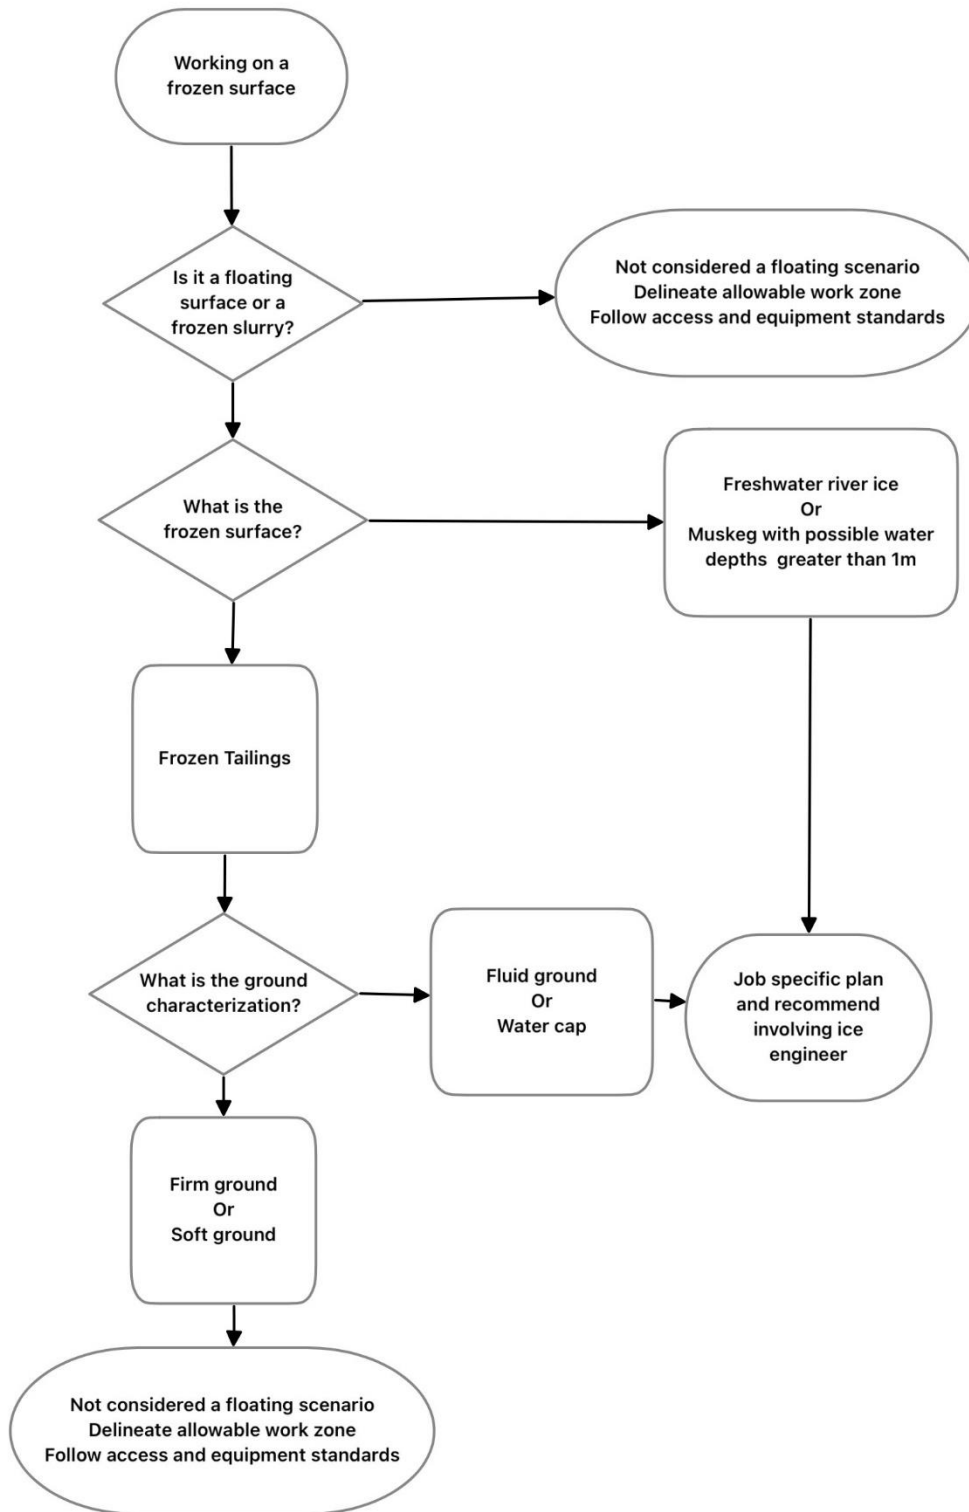 Working on a
frozen surface
Is it a floating
surface or a
frozen slurry?
Not considered a floating scenario
Delineate allowable work zone
Follow access and equipment standards
What is the
frozen surface?
Freshwater river ice
Or
Muskeg with possible water
depths greater than 1m
Frozen Tailings
What is the ground
characterization?
Fluid ground
Or
Water cap
Job specific plan
and recommend
involving ice
engineer
Firm ground
Or
Soft ground
Not considered a floating scenario
Delineate allowable work zone
Follow access and equipment standards